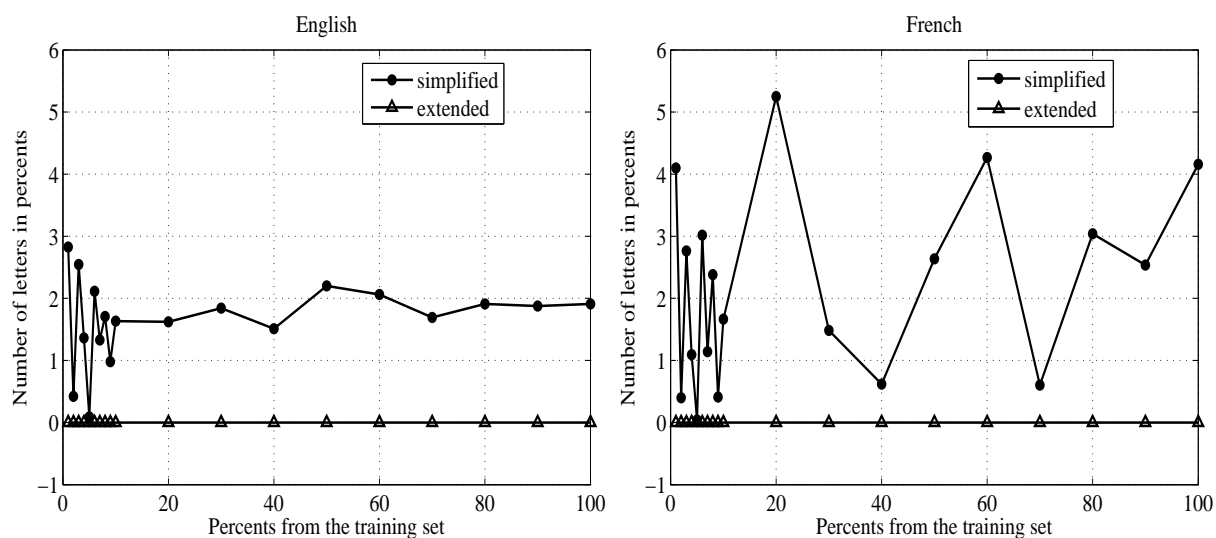 English
6
5
4
3
2
1
0
−1
0 20 40 60 80 100
Number of letters in percents
Percents from the training set
simplified
extended
French
6
5
4
3
2
1
0
−1
0 20 40 60 80 100
Number of letters in percents
Percents from the training set
simplified
extended